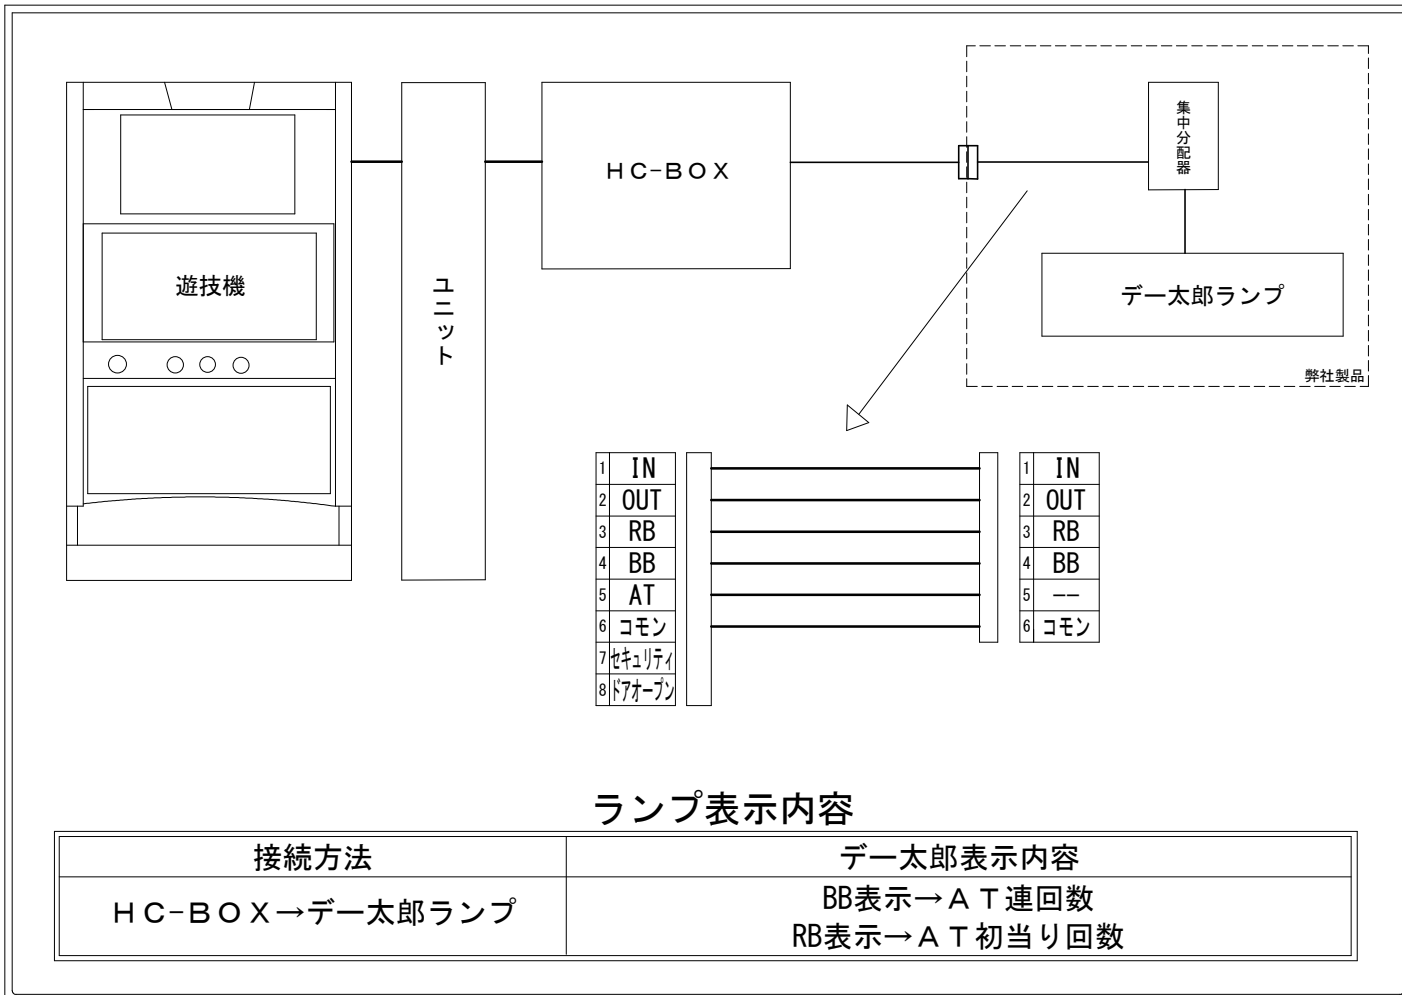 集中分配器
HC-BOX
遊技機
ユニット
デー太郎ランプ
弊社製品
1 IN
2 OUT
3 RB
4 BB
5 AT
6 コモン
7 セキュリティ
8 ドアオープン
1 IN
2 OUT
3 RB
4 BB
5 --
6 コモン
ランプ表示内容
接続方法 デー太郎表示内容
HC-BOX→デー太郎ランプ
BB表示→AT連回数
RB表示→AT初当り回数